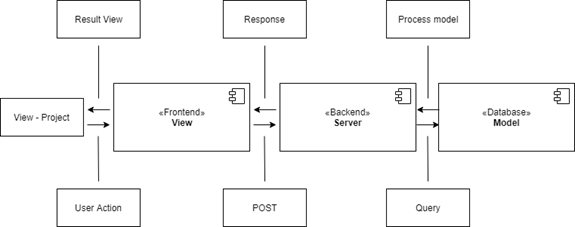 Result View
Response
Process model
View - Project
«Frontend»
View
«Backend»
Server
«Database»
Model
User Action
POST
Query